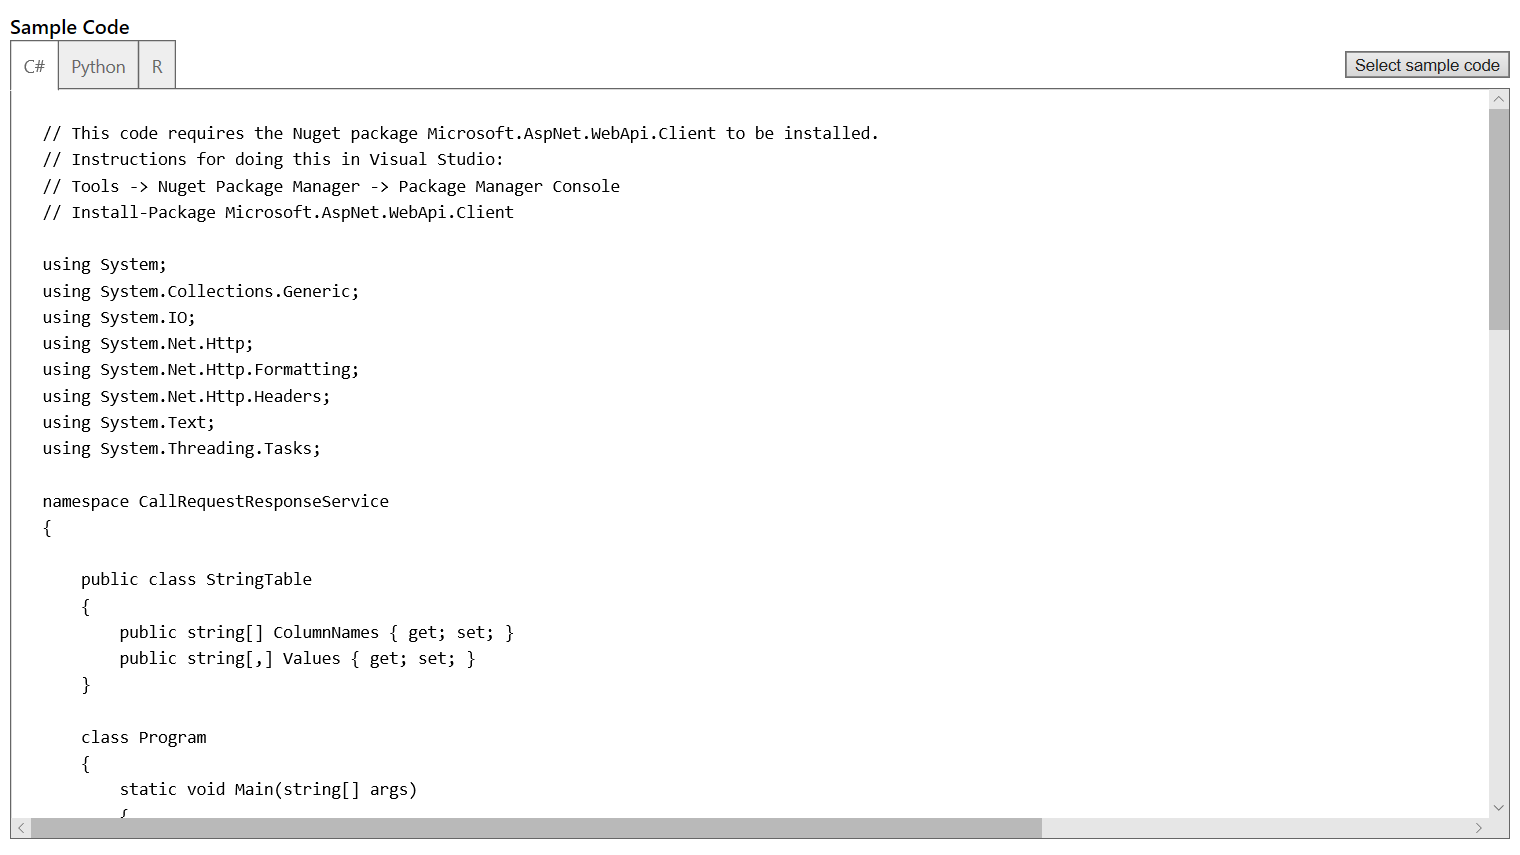 Sample Code
C# Python R
Select sample code
// This code requires the Nuget package Microsoft.AspNet.WebApi.Client to be installed.
// Instructions for doing this in Visual Studio:
// Tools -> Nuget Package Manager -> Package Manager Console
// Install-Package Microsoft.AspNet.WebApi.Client
using System;
using System.Collections.Generic;
using System.IO;
using System.Net.Http;
using System.Net.Http.Formatting;
using System.Net.Http.Headers;
using System.Text;
using System.Threading.Tasks;
namespace CallRequestResponseService
{
public class StringTable
{
public string[] ColumnNames { get; set; }
public string[,] Values { get; set; }
}
class Program
{
static void Main(string[] args)
{